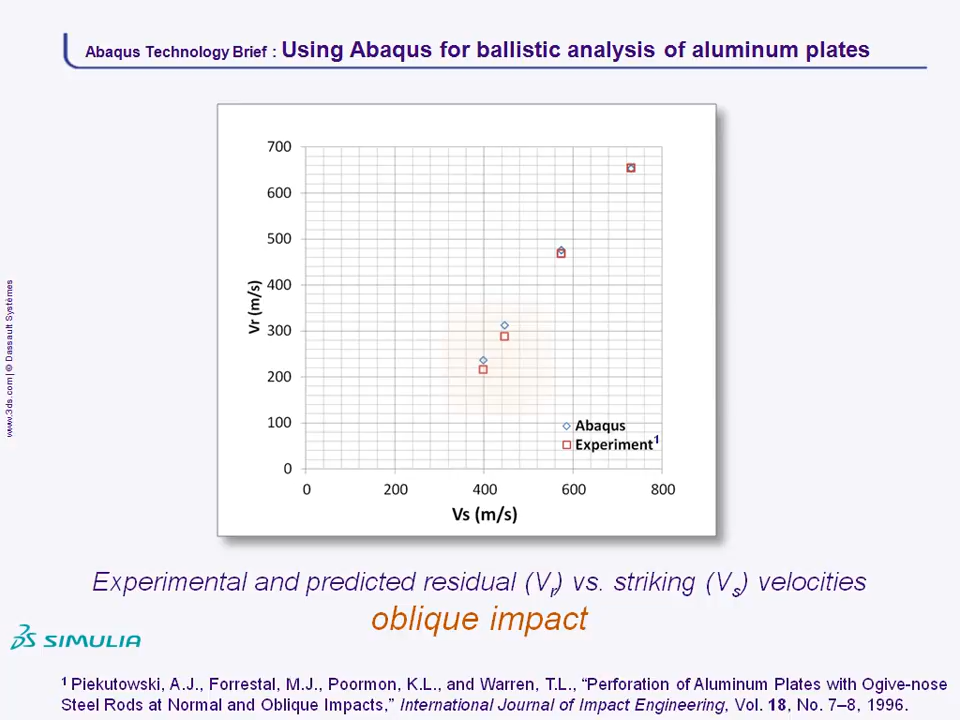 Abaqus Technology Brief : Using Abaqus for ballistic analysis of aluminum plates
www.3ds.com | © Dassault Systèmes
700
600
500
400
300
200
100
0
Vr (m/s)
0 200 400 600 800
Vs (m/s)
Abaqus
Experiment¹
Experimental and predicted residual (Vr) vs. striking (Vs) velocities
oblique impact
SIMULIA
¹ Piekutowski, A.J., Forrestal, M.J., Poormon, K.L., and Warren, T.L., “Perforation of Aluminum Plates with Ogive-nose
Steel Rods at Normal and Oblique Impacts,” International Journal of Impact Engineering, Vol. 18, No. 7–8, 1996.